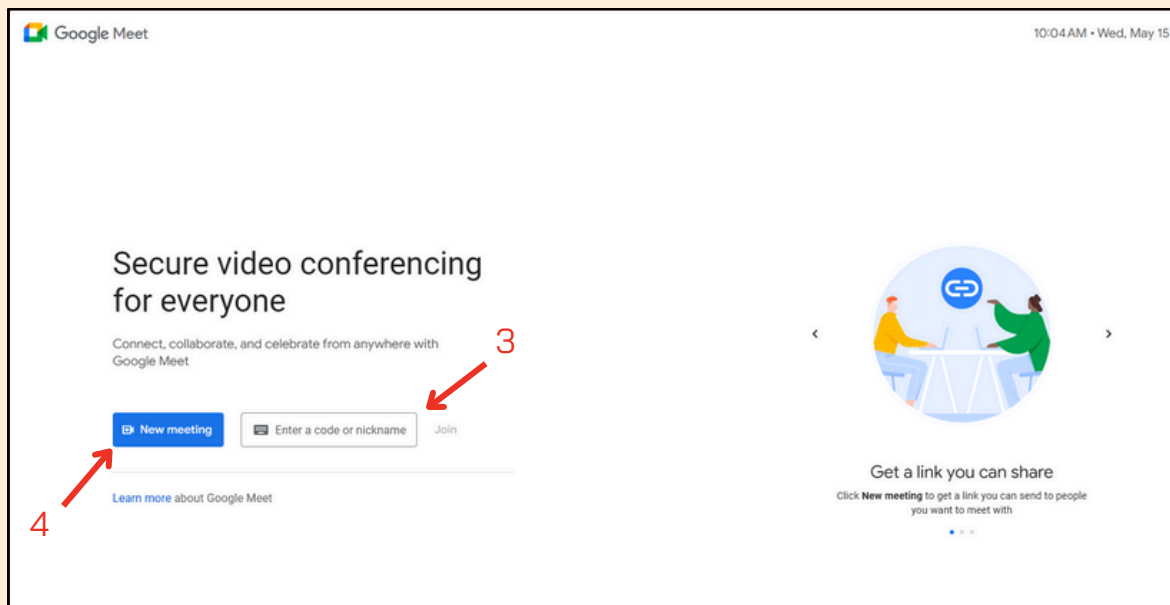 Google Meet
10:04 AM • Wed, May 15
Secure video conferencing
for everyone
Connect, collaborate, and celebrate from anywhere with
Google Meet
3
New meeting
Enter a code or nickname
Join
Learn more about Google Meet
4
Get a link you can share
Click New meeting to get a link you can send to people
you want to meet with